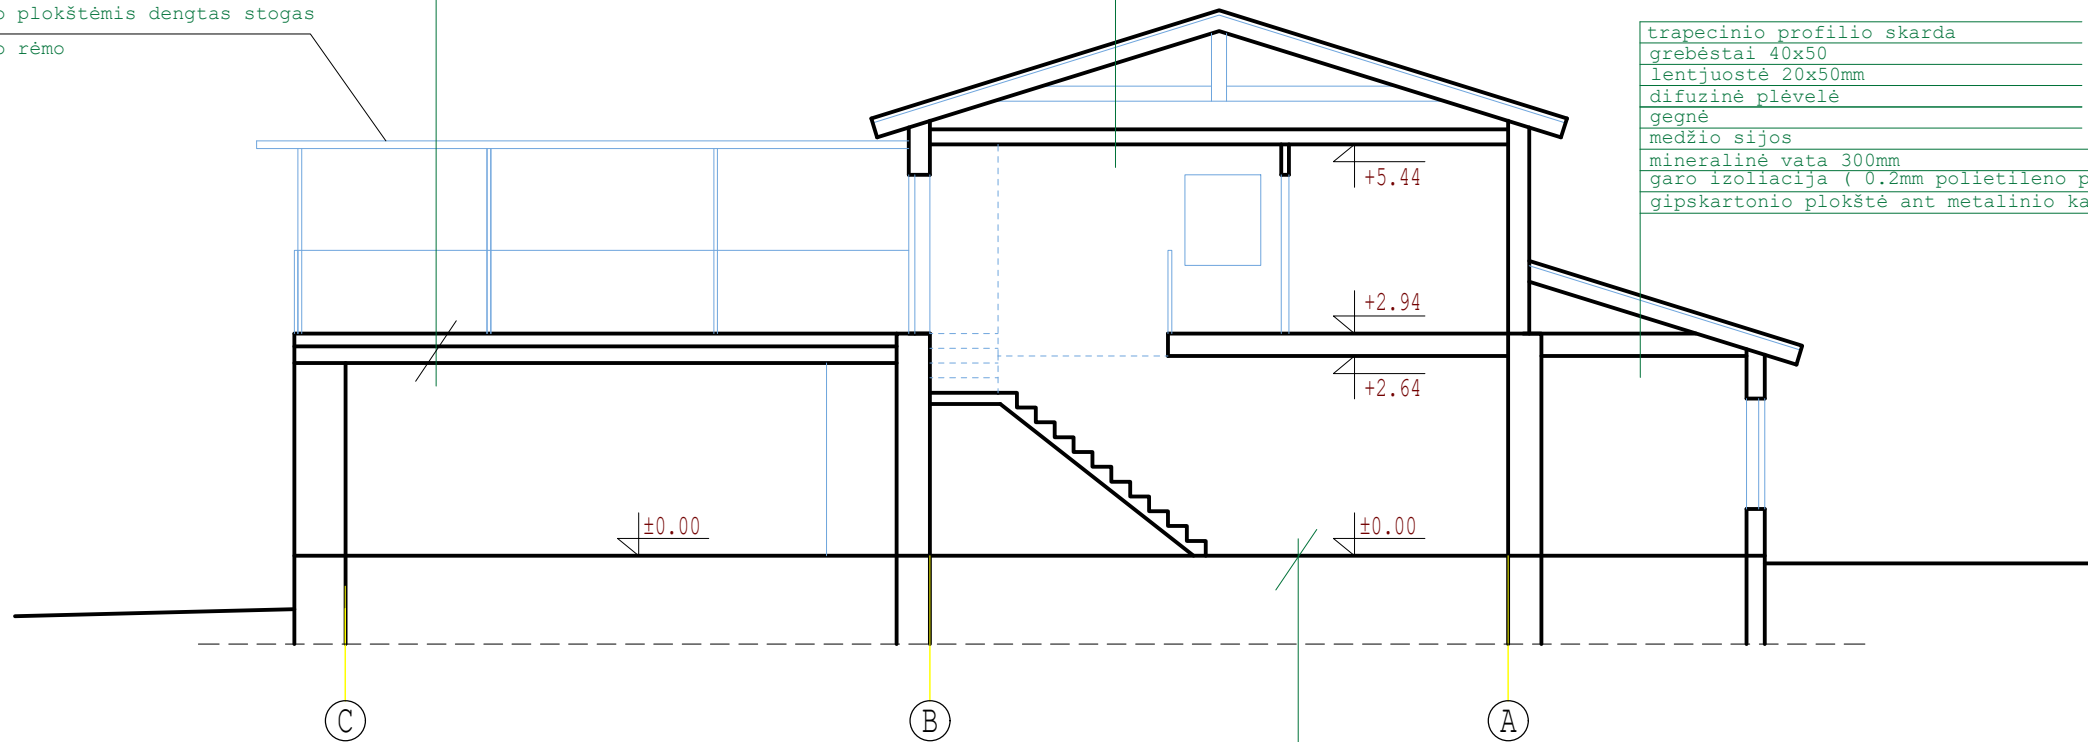 plokštėmis dengtas stogas
rėmo
trapecinio profilio skarda
grebėstai 40x50
lentjuostė 20x50mm
difuzinė plėvelė
gegnė
medžio sijos
mineralinė vata 300mm
garo izoliacija ( 0.2mm polietileno
gipskartonio plokštė ant metalinio
+5.44
+2.94
+2.64
±0.00
±0.00
C
B
A